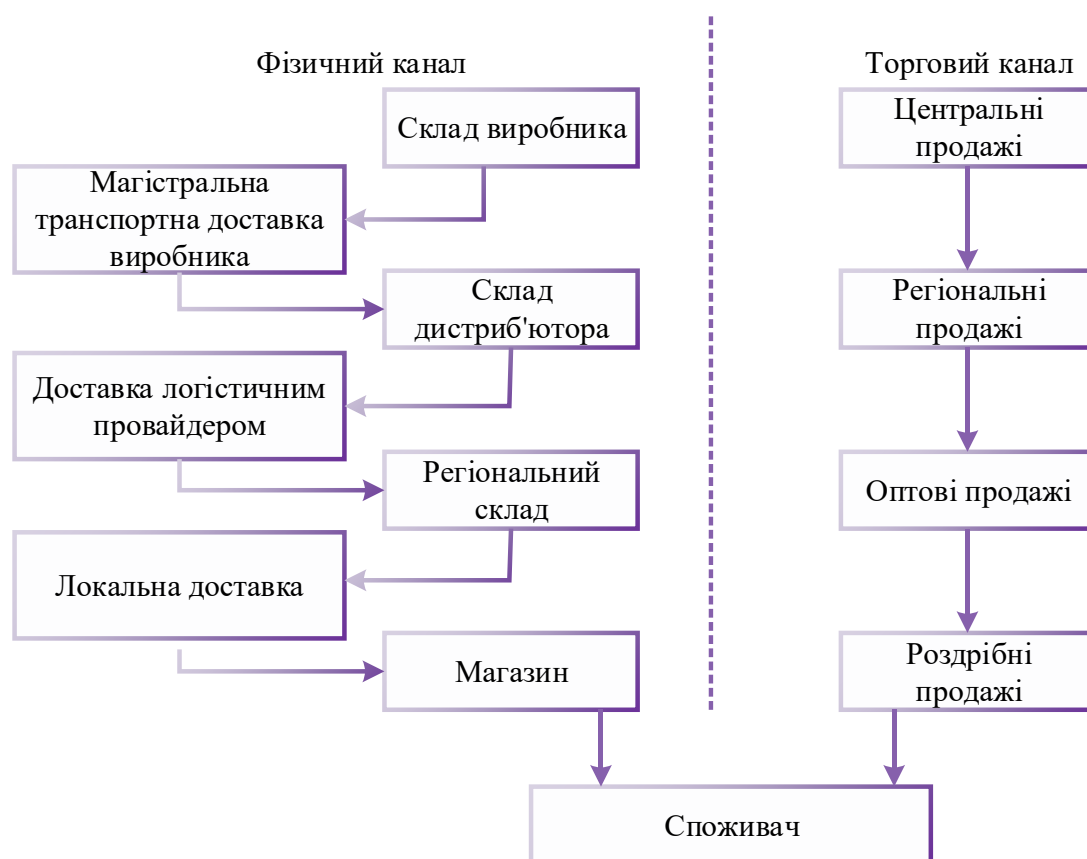 Фізичний канал
Склад виробника
Магістральна
транспортна доставка
виробника
Склад
дистриб'ютора
Доставка логістичним
провайдером
Регіональний
склад
Локальна доставка
Магазин
Торговий канал
Центральні
продажі
Регіональні
продажі
Оптові продажі
Роздрібні
продажі
Споживач